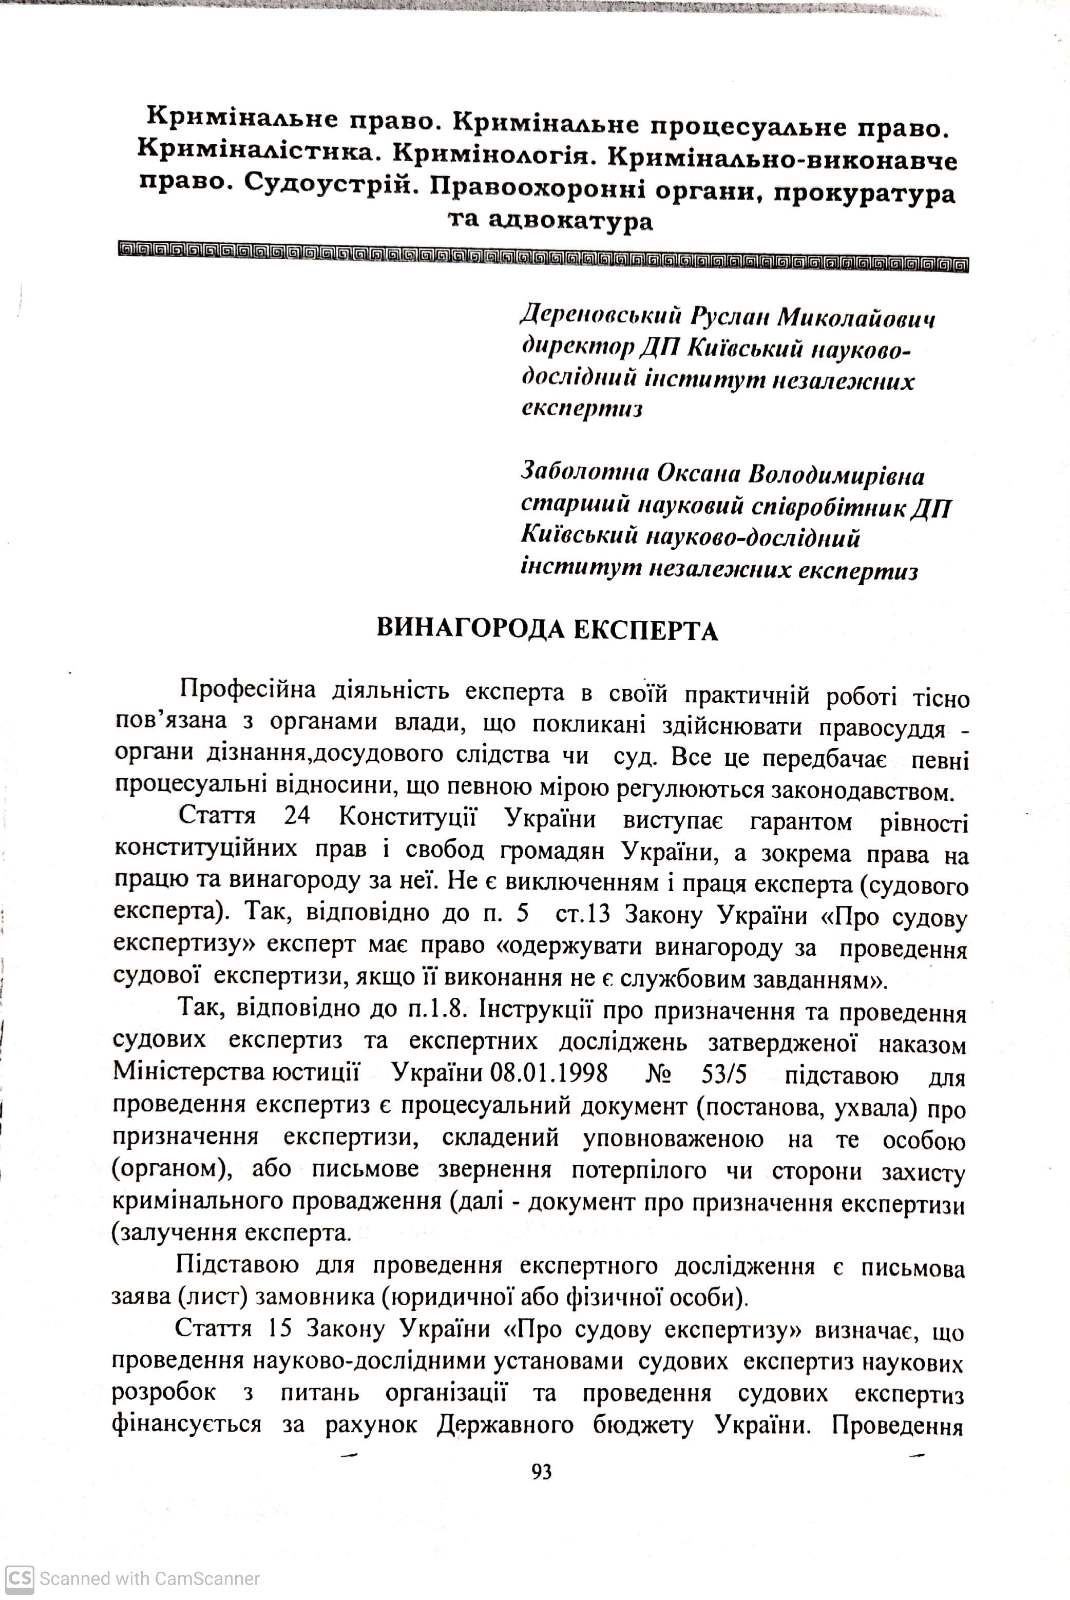 Кримінальне право. Кримінальне процесуальне право.
Криміналістика. Кримінологія. Кримінально-виконавче
право. Судоустрій. Правоохоронні органи, прокуратура
та адвокатура
Дереновський Руслан Миколайович
директор ДП Київський науково-
дослідний інститут незалежних
експертиз
Заболотна Оксана Володимирівна
старший науковий співробітник ДП
Київський науково-дослідний
інститут незалежних експертиз
ВИНАГОРОДА ЕКСПЕРТА
Професійна діяльність експерта в своїй практичній роботі тісно
пов’язана з органами влади, що покликані здійснювати правосуддя -
органи дізнання,досудового слідства чи суд. Все це передбачає певні
процесуальні відносини, що певною мірою регулюються законодавством.
Стаття 24 Конституції України виступає гарантом рівності
конституційних прав і свобод громадян України, а зокрема права на
працю та винагороду за неї. Не є виключенням і праця експерта (судового
експерта). Так, відповідно до п. 5 ст.13 Закону України «Про судову
експертизу» експерт має право «одержувати винагороду за проведення
судової експертизи, якщо її виконання не є службовим завданням».
Так, відповідно до п.1.8. Інструкції про призначення та проведення
судових експертиз та експертних досліджень затвердженої наказом
Міністерства юстиції України 08.01.1998 № 53/5 підставою для
проведення експертиз є процесуальний документ (постанова, ухвала) про
призначення експертизи, складений уповноваженою на те особою
(органом), або письмове звернення потерпілого чи сторони захисту
кримінального провадження (далі - документ про призначення експертизи
(залучення експерта.
Підставою для проведення експертного дослідження є письмова
заява (лист) замовника (юридичної або фізичної особи).
Стаття 15 Закону України «Про судову експертизу» визначає, що
проведення науково-дослідними установами судових експертиз наукових
розробок з питань організації та проведення судових експертиз
фінансується за рахунок Державного бюджету України. Проведення
93
CS Scanned with CamScanner